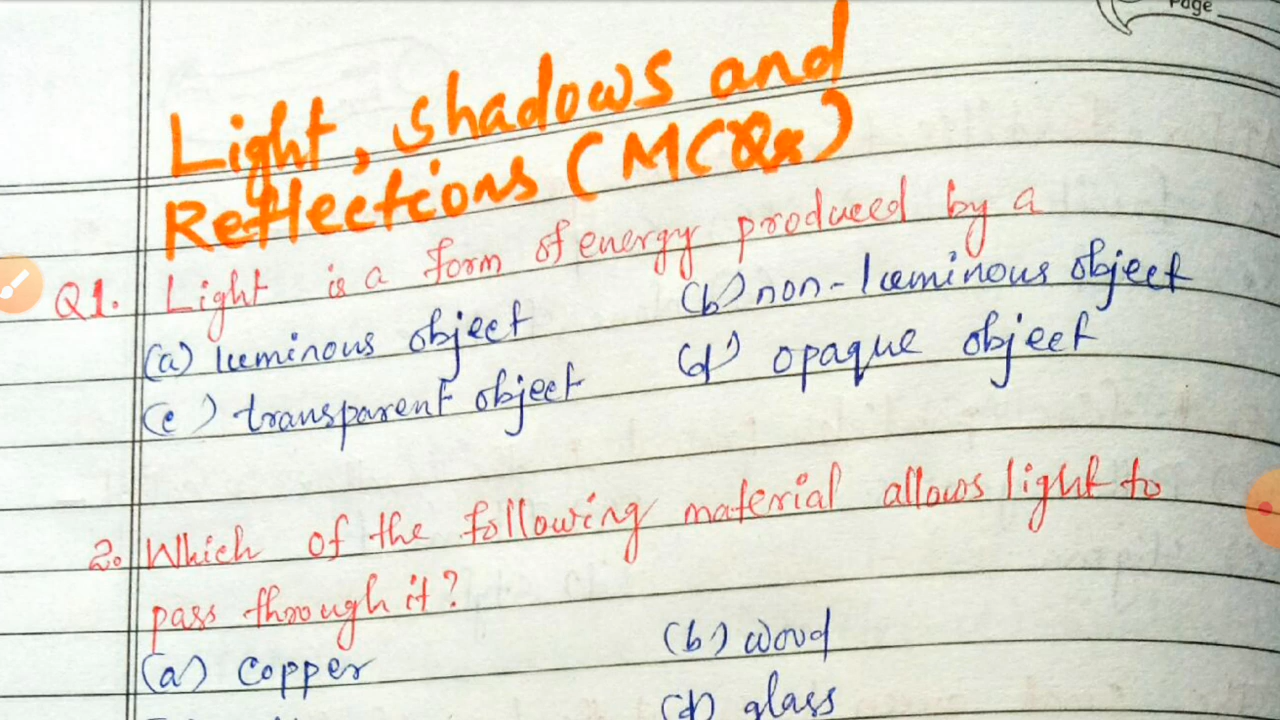 Page
Light, shadows and
Reflections (MCQs)
Q1. Light is a form of energy produced by a
(a) luminous object (b) non-luminous object
(c) transparent object (d) opaque object
2. Which of the following material allows light to
pass through it?
(a) copper (b) wood
(d) glass